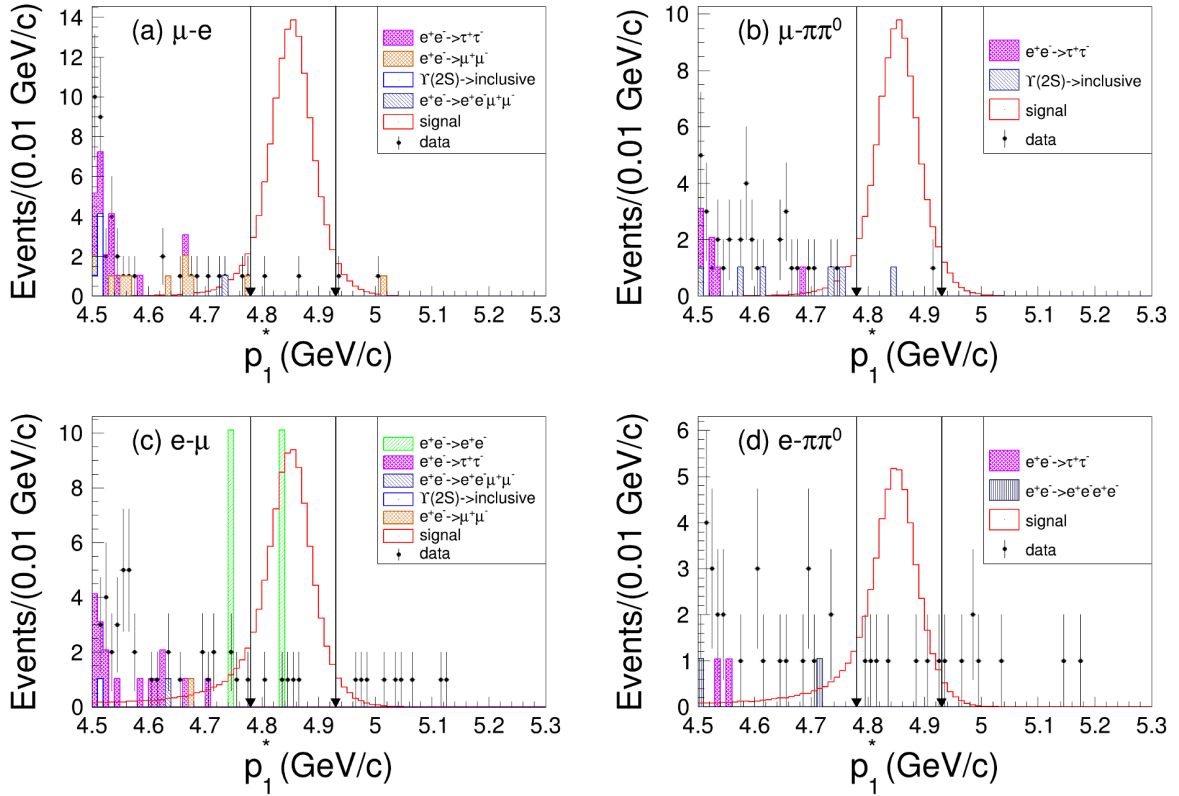 (a) μ-e
Events/(0.01 GeV/c)
14
12
10
8
6
4
2
0
e⁺e⁻->τ⁺τ⁻
e⁺e⁻->μ⁺μ⁻
ϒ(2S)->inclusive
e⁺e⁻->e⁺e⁻μ⁺μ⁻
signal
data
4.5 4.6 4.7 4.8 4.9 5 5.1 5.2 5.3
p₁* (GeV/c)
(b) μ-ππ⁰
Events/(0.01 GeV/c)
10
8
6
4
2
0
e⁺e⁻->τ⁺τ⁻
ϒ(2S)->inclusive
signal
data
4.5 4.6 4.7 4.8 4.9 5 5.1 5.2 5.3
p₁* (GeV/c)
(c) e-μ
Events/(0.01 GeV/c)
10
8
6
4
2
0
e⁺e⁻->e⁺e⁻
e⁺e⁻->τ⁺τ⁻
e⁺e⁻->e⁺e⁻μ⁺μ⁻
ϒ(2S)->inclusive
e⁺e⁻->μ⁺μ⁻
signal
data
4.5 4.6 4.7 4.8 4.9 5 5.1 5.2 5.3
p₁* (GeV/c)
(d) e-ππ⁰
Events/(0.01 GeV/c)
6
5
4
3
2
1
0
e⁺e⁻->τ⁺τ⁻
e⁺e⁻->e⁺e⁻e⁺e⁻
signal
data
4.5 4.6 4.7 4.8 4.9 5 5.1 5.2 5.3
p₁* (GeV/c)